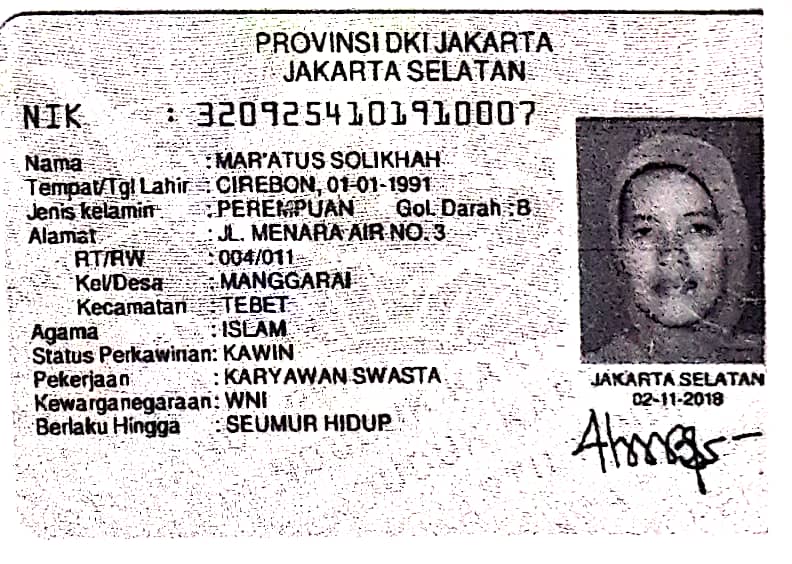 PROVINSI DKI JAKARTA
JAKARTA SELATAN
NIK : 3209254101910007
Nama : MAR'ATUS SOLIKHAH
Tempat/Tgl Lahir : CIREBON, 01-01-1991
Jenis kelamin : PEREMPUAN Gol. Darah : B
Alamat : JL. MENARA AIR NO. 3
RT/RW : 004/011
Kel/Desa : MANGGARAI
Kecamatan : TEBET
Agama : ISLAM
Status Perkawinan: KAWIN
Pekerjaan : KARYAWAN SWASTA
Kewarganegaraan: WNI
Berlaku Hingga : SEUMUR HIDUP
JAKARTA SELATAN
02-11-2018